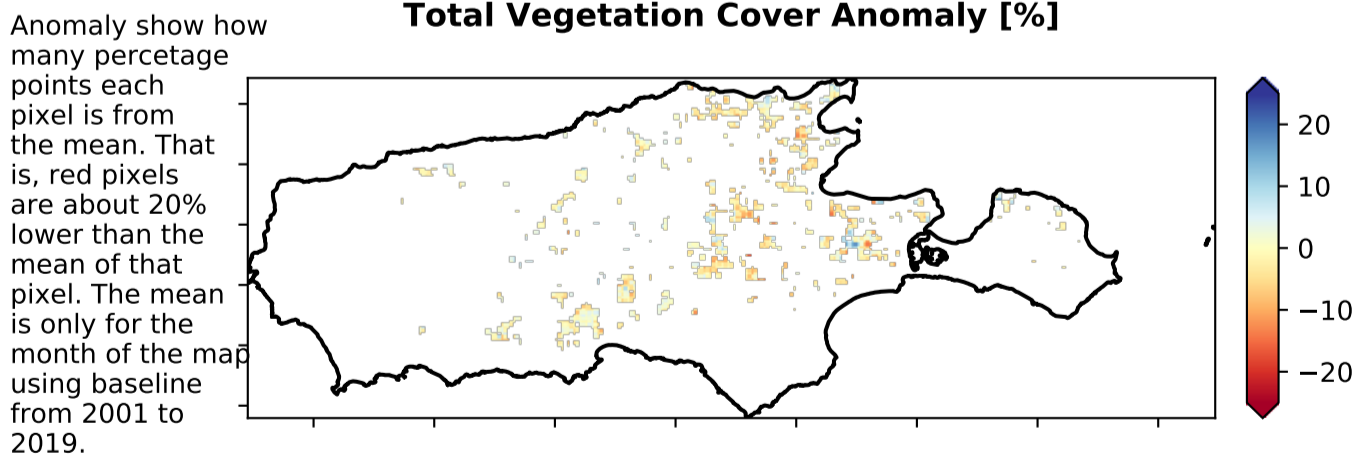 Total Vegetation Cover Anomaly [%]
Anomaly show how
many percetage
points each
pixel is from
the mean. That
is, red pixels
are about 20%
lower than the
mean of that
pixel. The mean
is only for the
month of the map
using baseline
from 2001 to
2019.
20
10
0
−10
−20